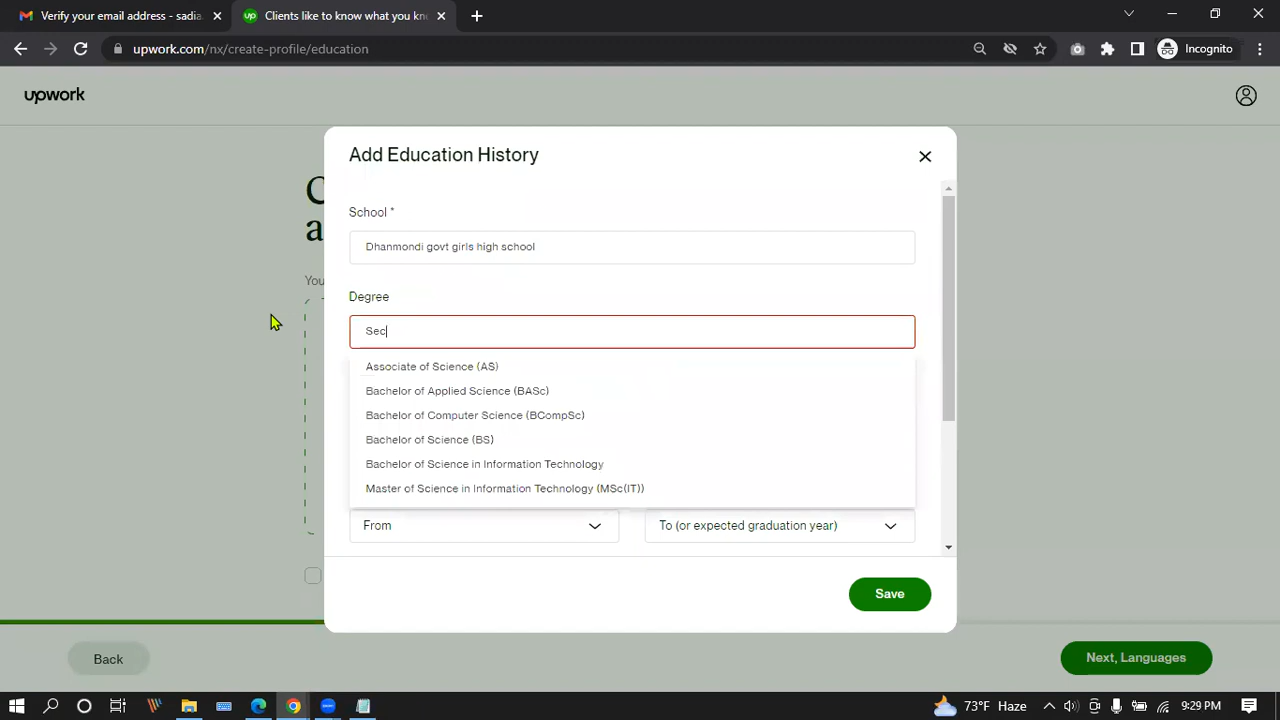 Verify your email address - sadia
Clients like to know what you kn
upwork.com/nx/create-profile/education
Incognito
upwork
C
a
You
Add Education History
School *
Dhanmondi govt girls high school
Degree
Sec
Associate of Science (AS)
Bachelor of Applied Science (BASc)
Bachelor of Computer Science (BCompSc)
Bachelor of Science (BS)
Bachelor of Science in Information Technology
Master of Science in Information Technology (MSc(IT))
From
To (or expected graduation year)
Save
Back
Next, Languages
73°F Haze
9:29 PM